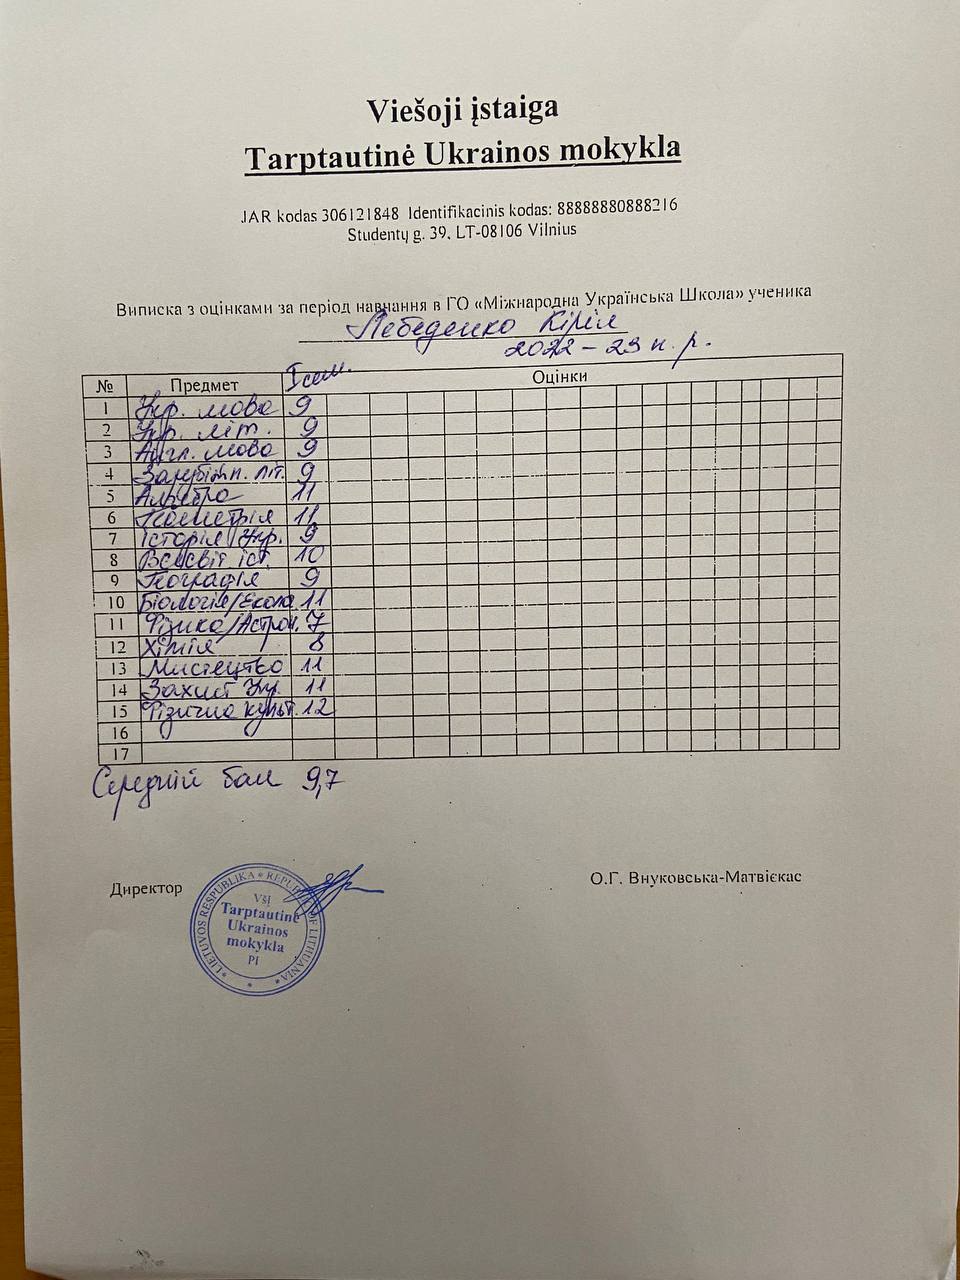 Viešoji įstaiga
Tarptautinė Ukrainos mokykla
JAR kodas 306121848 Identifikacinis kodas: 88888880888216
Studentų g. 39, LT-08106 Vilnius
Виписка з оцінками за період навчання в ГО «Міжнародна Українська Школа» ученика
Лебеденко Кіріл
2022-23 н. р.
№ Предмет І сем. Оцінки
1 Укр. мова 9
2 Укр. літ. 9
3 Англ. мова 9
4 Зарубіжн. літ. 9
5 Алгебра 11
6 Геометрія 11
7 Історія Укр. 9
8 Всесвіт іст. 10
9 Географія 9
10 Біологія/Екола 11
11 Фізика/Астрон. 7
12 Хімія 8
13 Мистецтво 11
14 Захист Укр. 11
15 Фізична культ. 12
16
17
Середній бал 9,7
Директор
О.Г. Внуковська-Матвієкас
LIETUVOS RESPUBLIKA * REPUBLIC OF LITHUANIA
VšĮ
Tarptautinė
Ukrainos
mokykla
PI